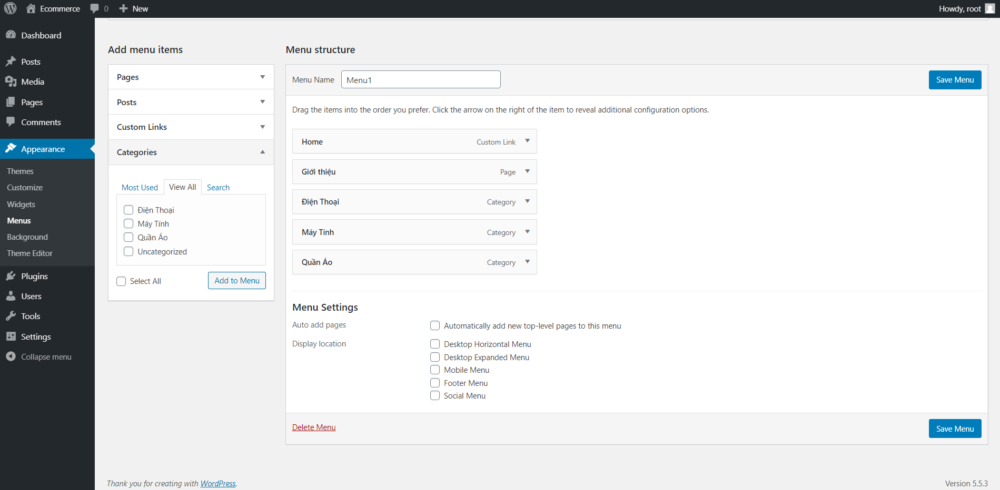 Ecommerce 0 New Howdy, root
Dashboard
Posts
Media
Pages
Comments
Appearance
Themes
Customize
Widgets
Menus
Background
Theme Editor
Plugins
Users
Tools
Settings
Collapse menu
Add menu items
Pages
Posts
Custom Links
Categories
Most Used View All Search
Điện Thoại
Máy Tính
Quần Áo
Uncategorized
Select All Add to Menu
Menu structure
Menu Name Menu1 Save Menu
Drag the items into the order you prefer. Click the arrow on the right of the item to reveal additional configuration options.
Home Custom Link
Giới thiệu Page
Điện Thoại Category
Máy Tính Category
Quần Áo Category
Menu Settings
Auto add pages Automatically add new top-level pages to this menu
Display location Desktop Horizontal Menu
Desktop Expanded Menu
Mobile Menu
Footer Menu
Social Menu
Delete Menu Save Menu
Thank you for creating with WordPress. Version 5.5.3